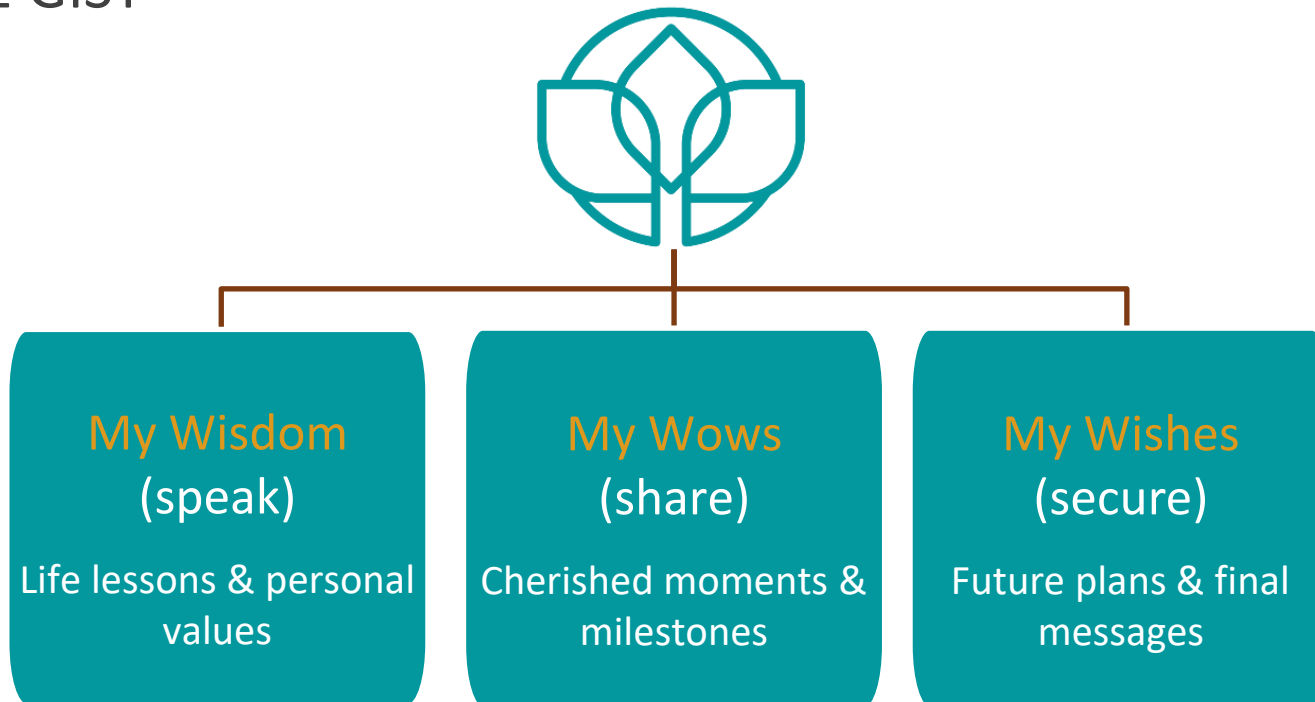 GIST
My Wisdom
(speak)
Life lessons & personal
values
My Wows
(share)
Cherished moments &
milestones
My Wishes
(secure)
Future plans & final
messages